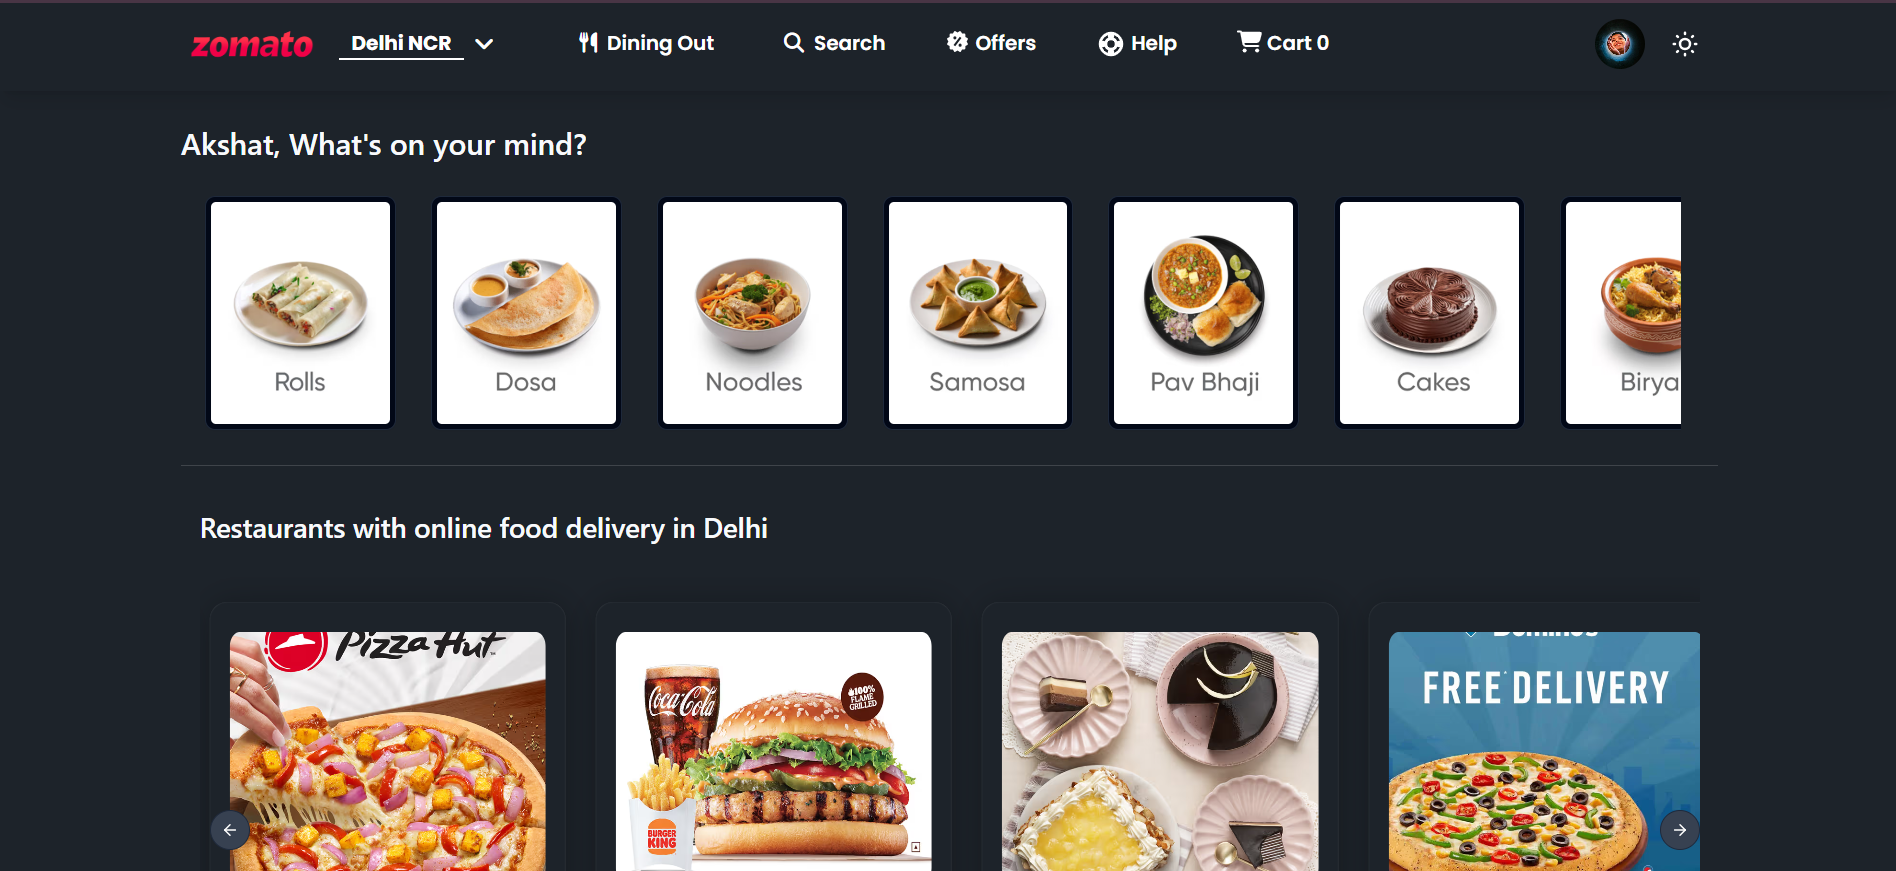 zomato Delhi NCR Dining Out Search Offers Help Cart 0
Akshat, What's on your mind?
Rolls Dosa Noodles Samosa Pav Bhaji Cakes Birya
Restaurants with online food delivery in Delhi
Pizza Hut
Coca-Cola
100%
FLAME
GRILLED
BURGER
KING
Dominos
FREE DELIVERY